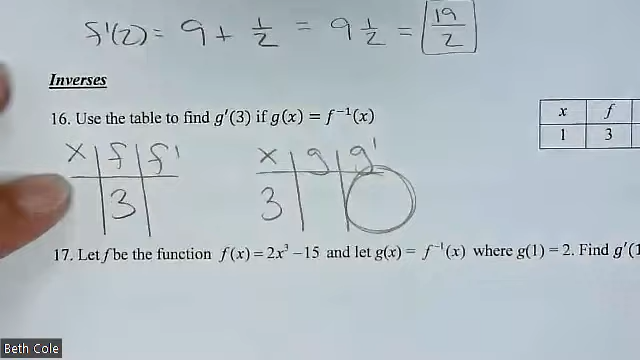 f'(2) = 9 + 1/2 = 9 1/2 = 19/2
Inverses
16. Use the table to find g′(3) if g(x) = f⁻¹(x)
x f
1 3
X f f'
3
X g g'
3
17. Let f be the function f(x) = 2x³ −15 and let g(x) = f⁻¹(x) where g(1) = 2. Find g′(1
Beth Cole